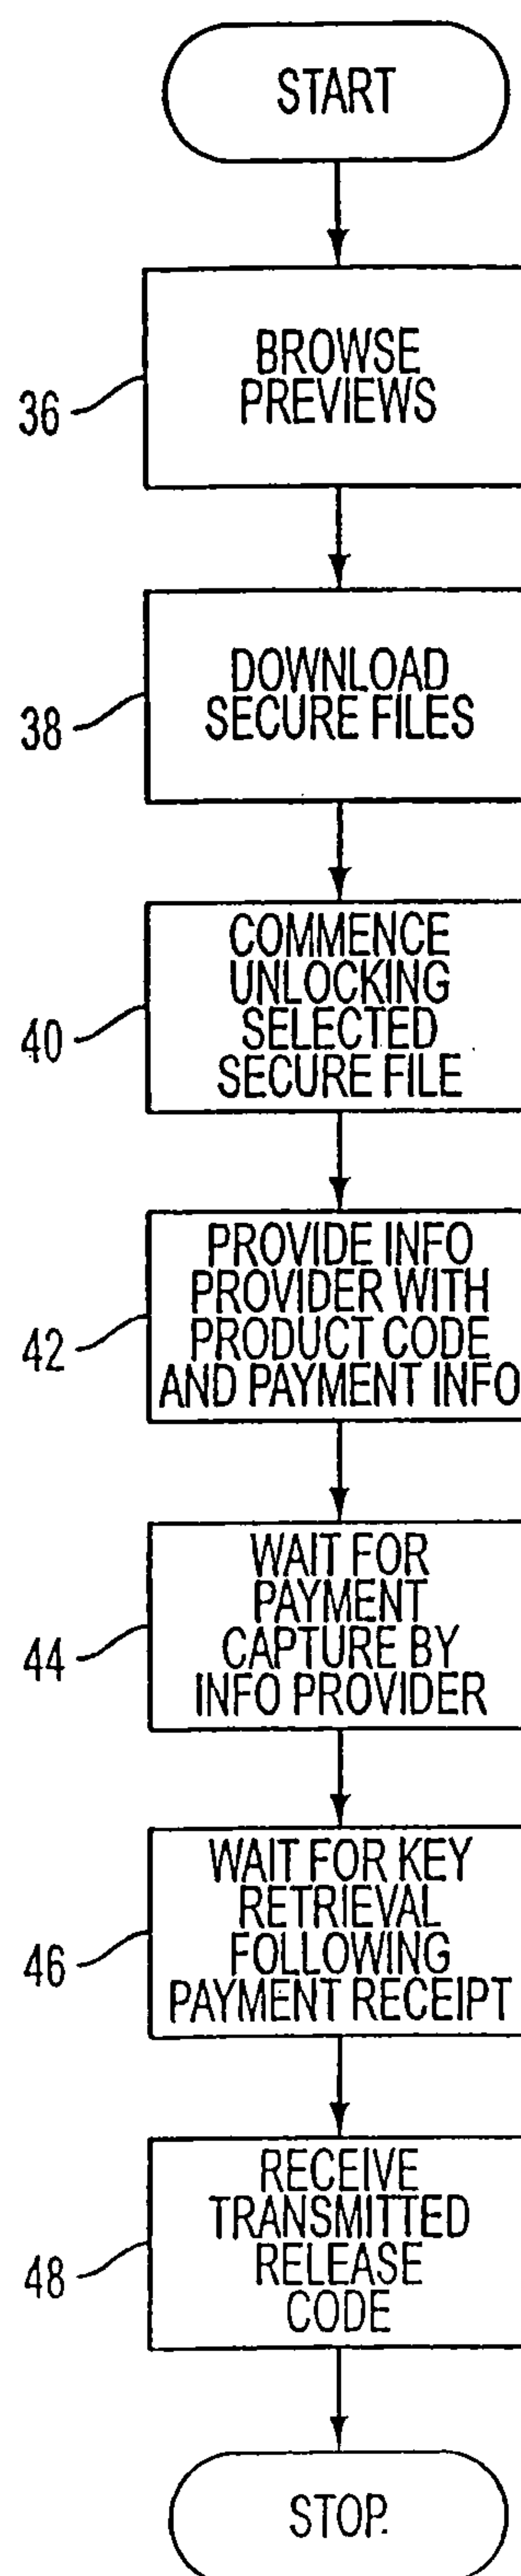 START
BROWSE
PREVIEWS
36
DOWNLOAD
SECURE FILES
38
COMMENCE
UNLOCKING
SELECTED
SECURE FILE
40
PROVIDE INFO
PROVIDER WITH
PRODUCT CODE
AND PAYMENT INFO
42
WAIT FOR
PAYMENT
CAPTURE BY
INFO PROVIDER
44
WAIT FOR KEY
RETRIEVAL
FOLLOWING
PAYMENT RECEIPT
46
RECEIVE
TRANSMITTED
RELEASE
CODE
48
STOP.